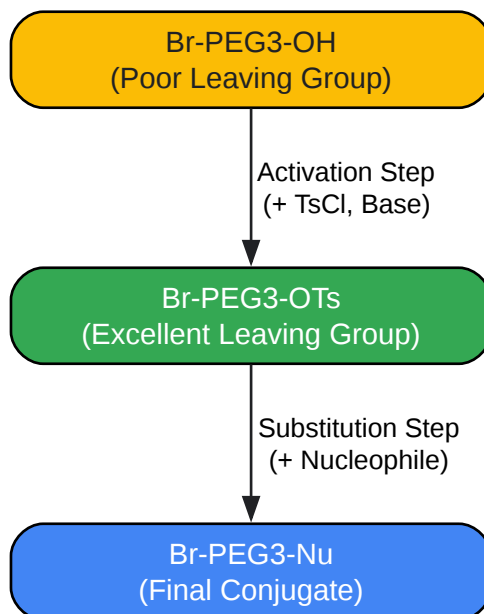 Br-PEG3-OH
(Poor Leaving Group)
Activation Step
(+ TsCl, Base)
Br-PEG3-OTs
(Excellent Leaving Group)
Substitution Step
(+ Nucleophile)
Br-PEG3-Nu
(Final Conjugate)